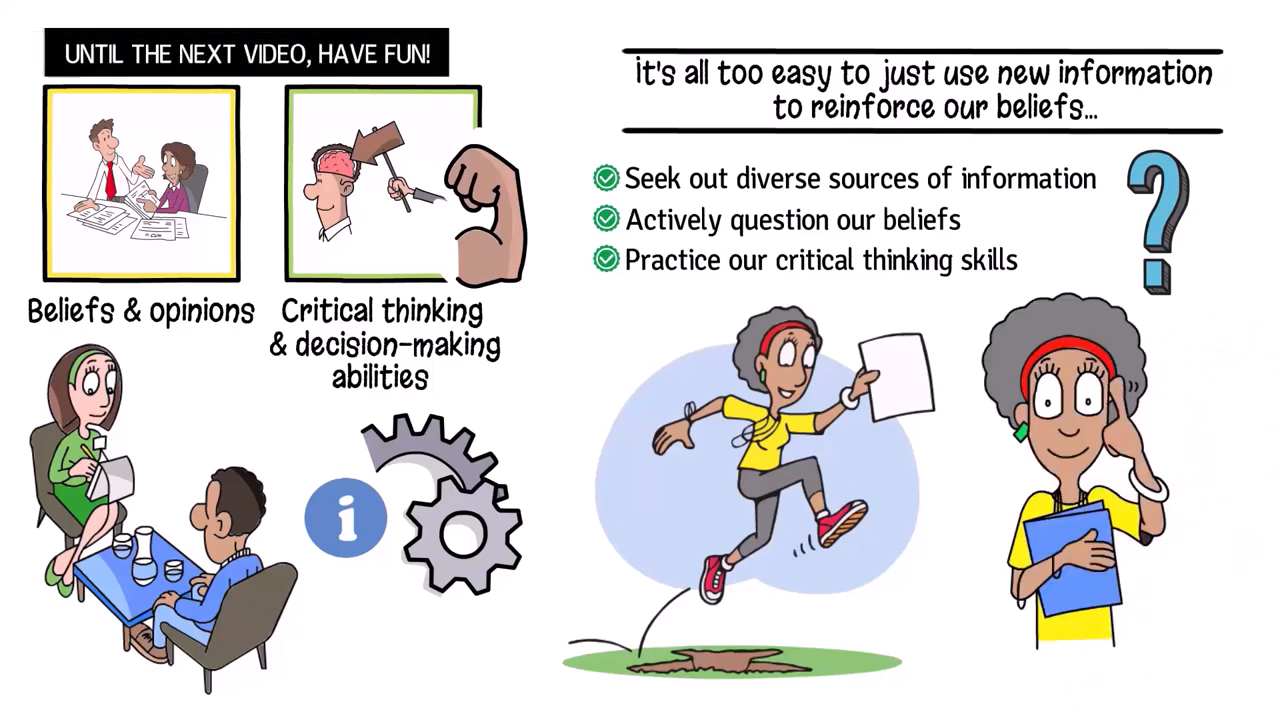 UNTIL THE NEXT VIDEO, HAVE FUN!
Beliefs & opinions
Critical thinking
& decision-making
abilities
i
It's all too easy to just use new information
to reinforce our beliefs...
Seek out diverse sources of information
Actively question our beliefs
Practice our critical thinking skills
?